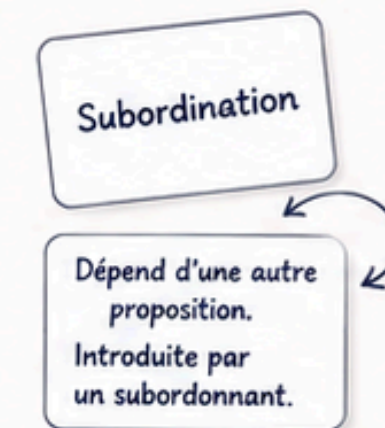 Subordination
Dépend d'une autre
proposition.
Introduite par
un subordonnant.